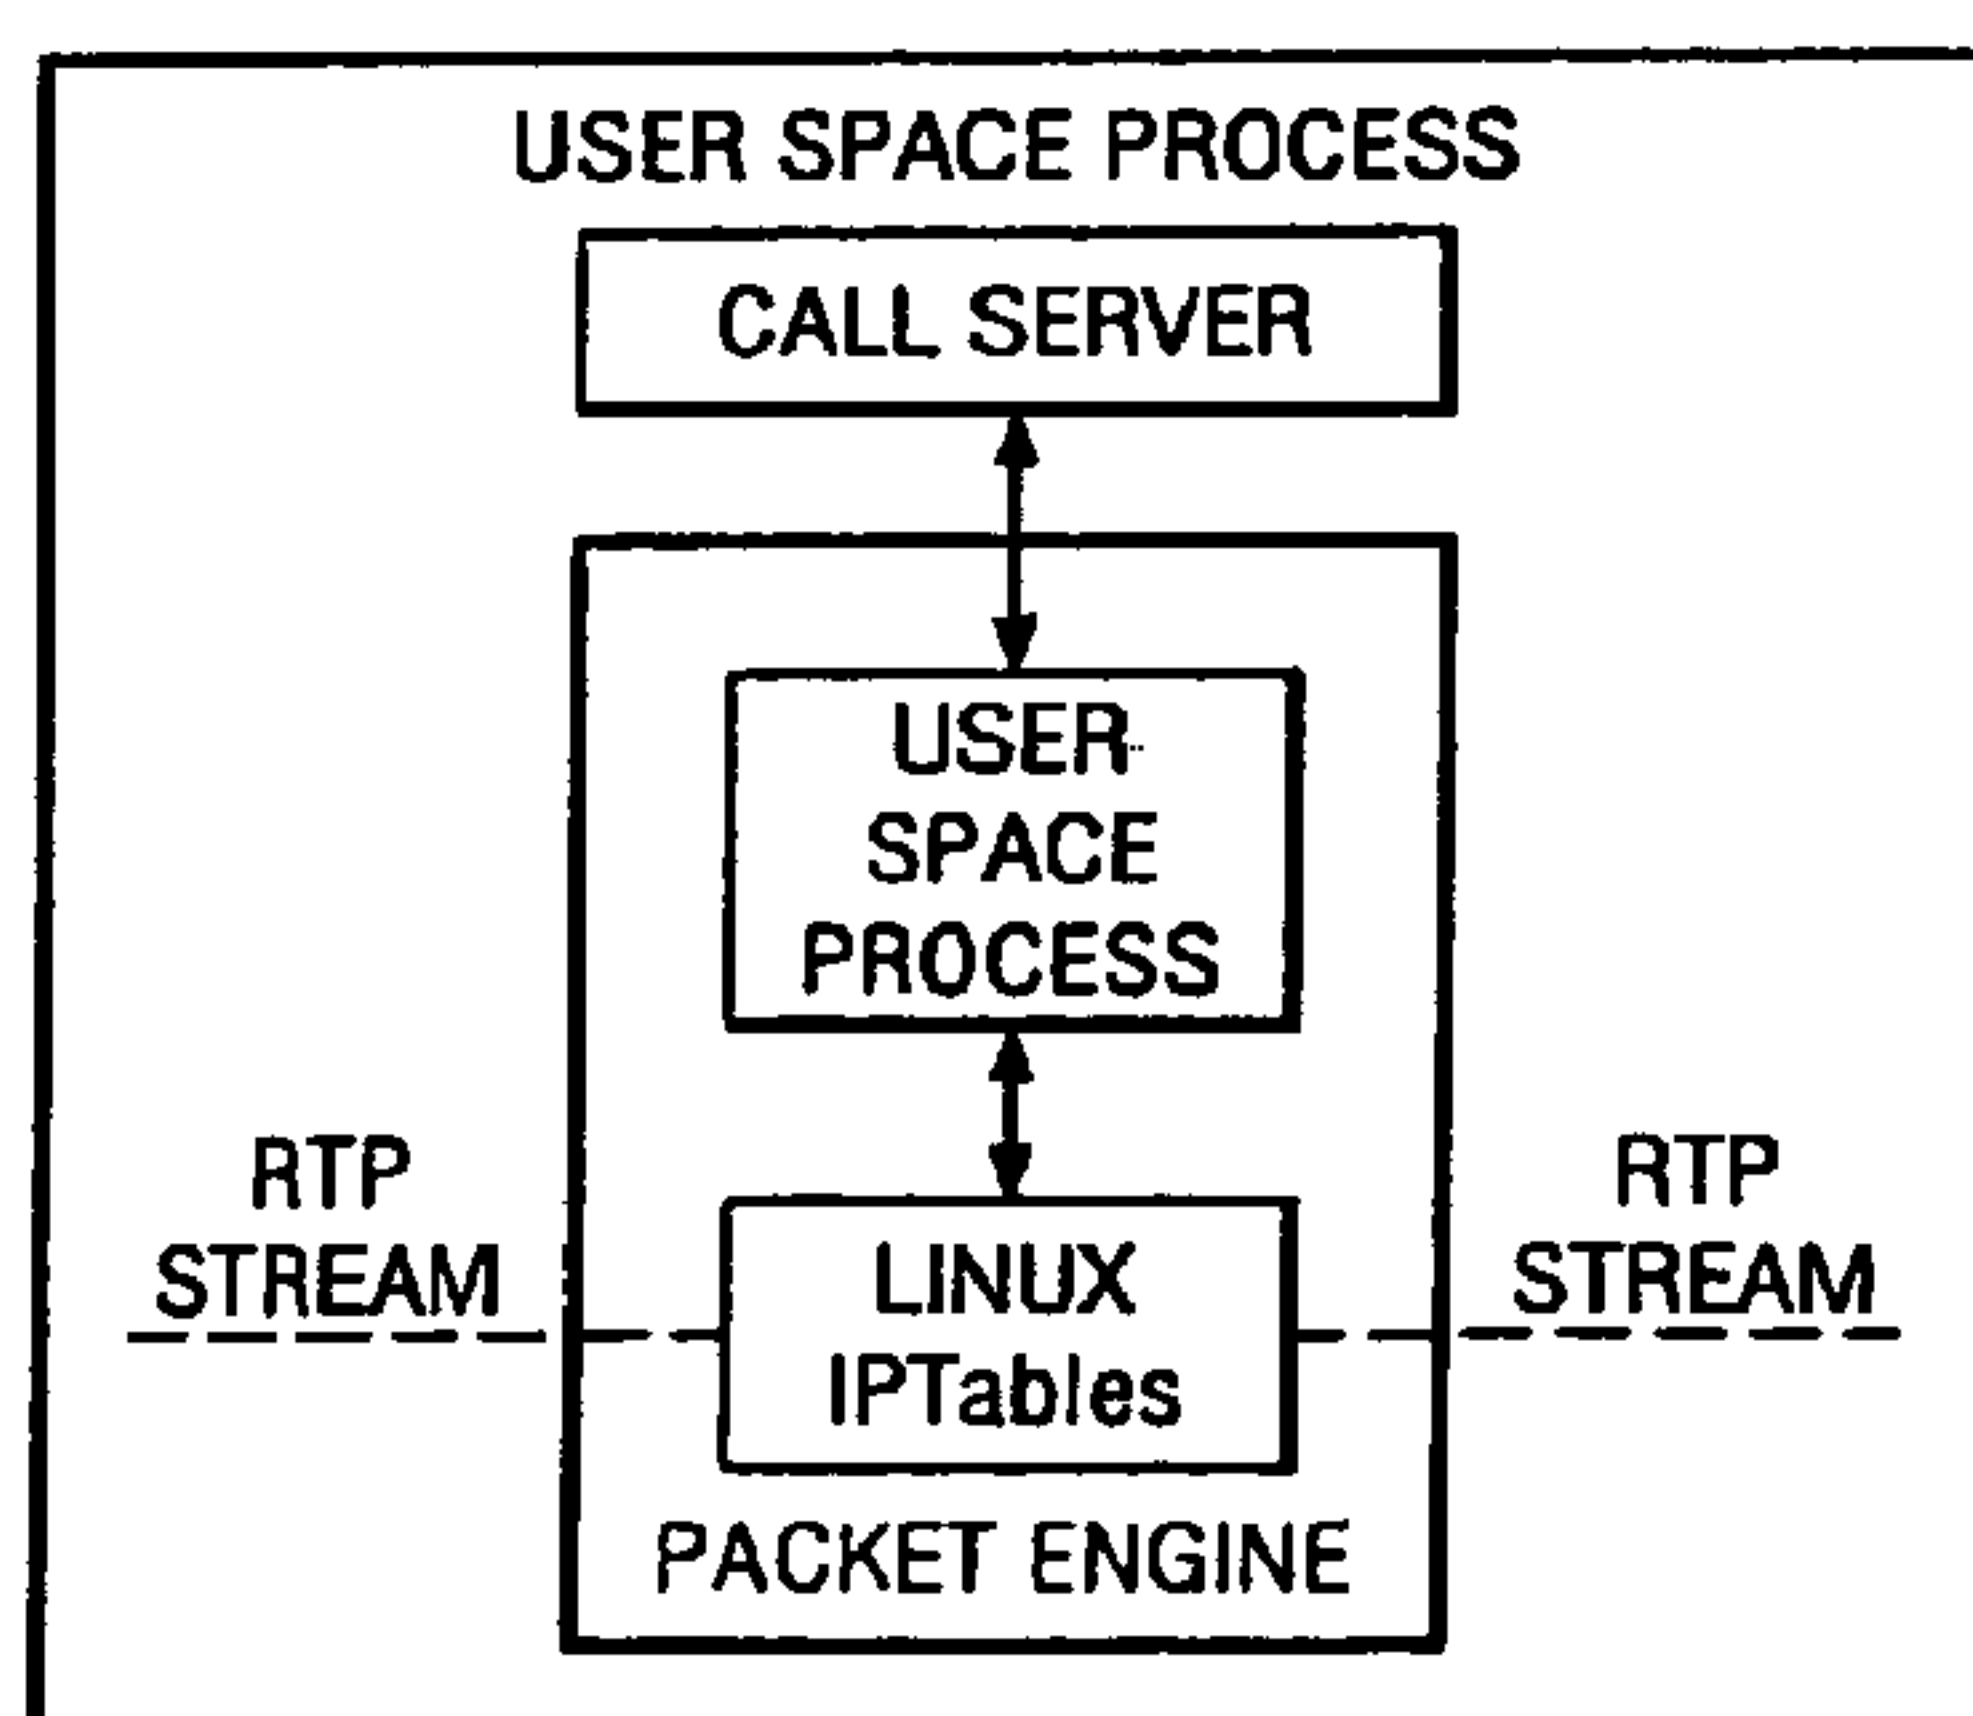 USER SPACE PROCESS
CALL SERVER
USER-
SPACE
PROCESS
RTP
STREAM
RTP
STREAM
LINUX
IPTables
PACKET ENGINE